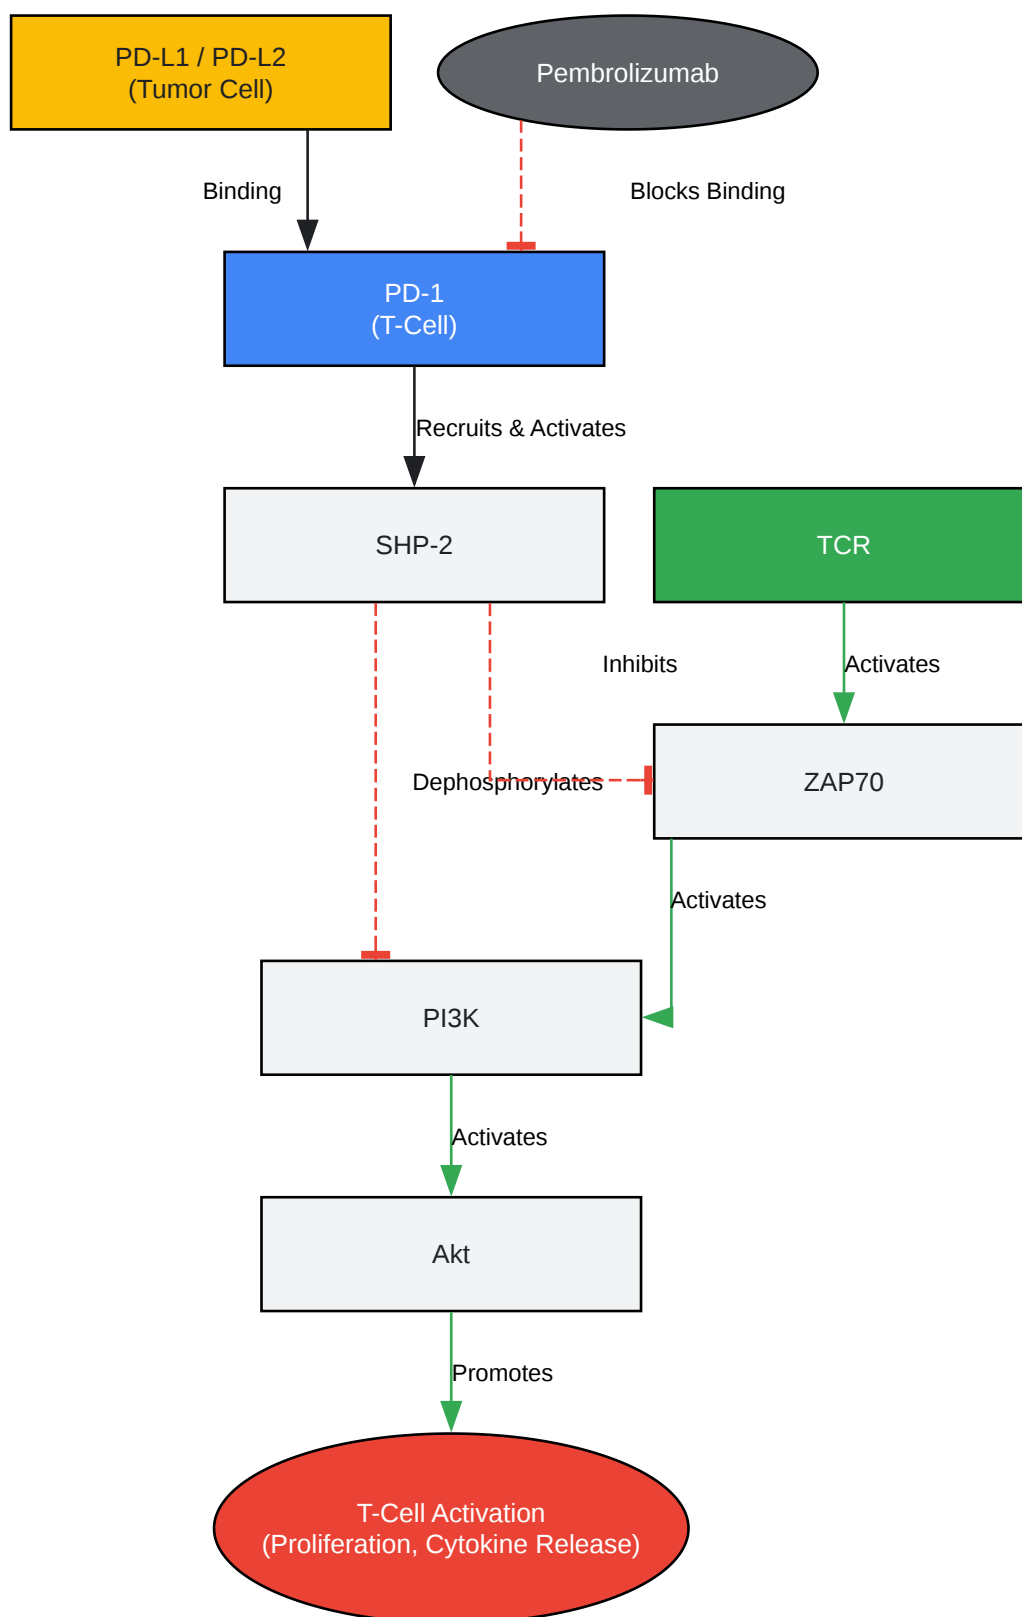 PD-L1 / PD-L2
(Tumor Cell)
Pembrolizumab
Binding
Blocks Binding
PD-1
(T-Cell)
Recruits & Activates
SHP-2
TCR
Inhibits
Activates
Dephosphorylates
ZAP70
Activates
PI3K
Activates
Akt
Promotes
T-Cell Activation
(Proliferation, Cytokine Release)